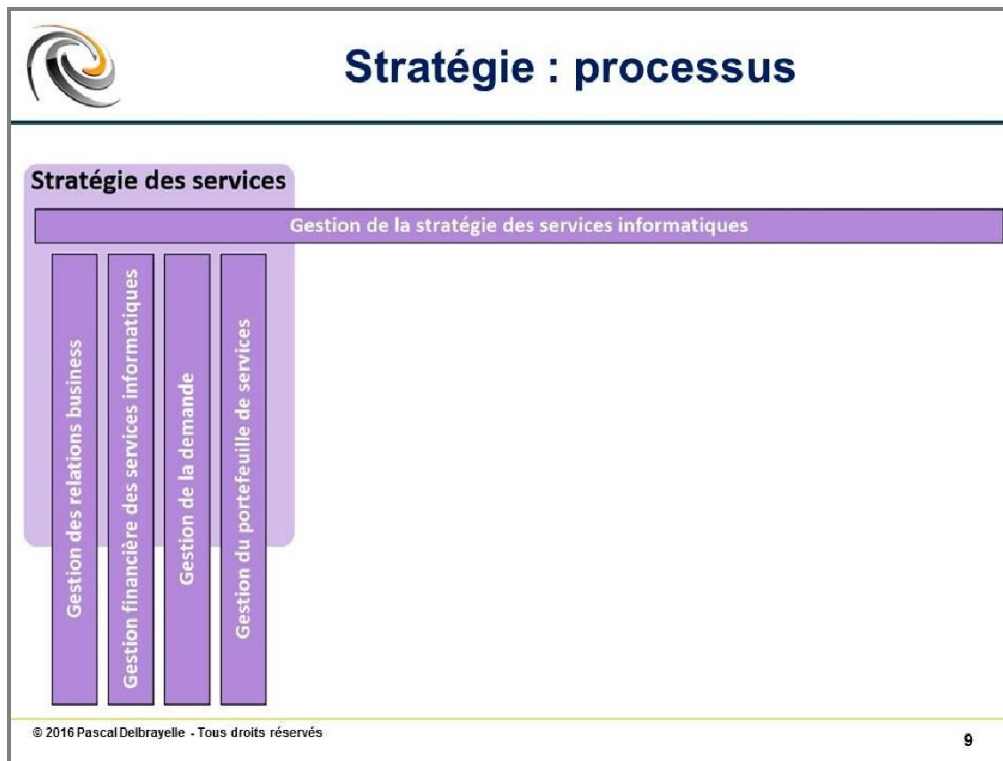 Stratégie : processus
Stratégie des services
Gestion de la stratégie des services informatiques
Gestion des relations business
Gestion financière des services informatiques
Gestion de la demande
Gestion du portefeuille de services
© 2016 Pascal Delbrayelle - Tous droits réservés
9